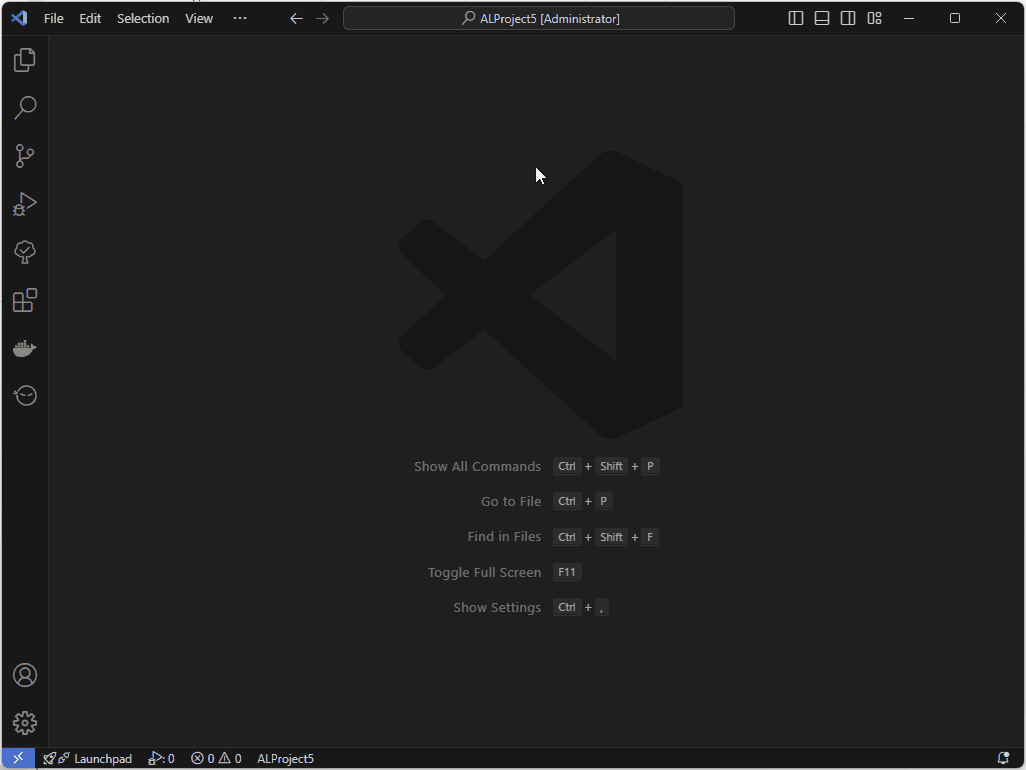 File Edit Selection View ··· ALProject5 [Administrator]
Show All Commands Ctrl + Shift + P
Go to File Ctrl + P
Find in Files Ctrl + Shift + F
Toggle Full Screen F11
Show Settings Ctrl + ,
Launchpad : 0 0 0 ALProject5